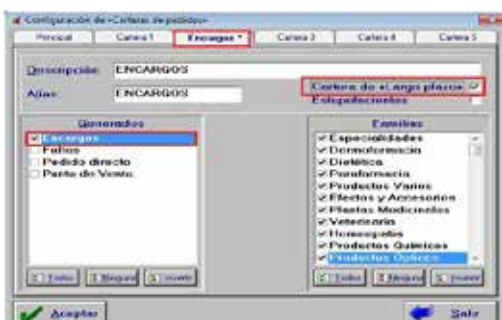 Configuración de «Carteras de pedidos»
Principal
Cartera 1
Encargos *
Cartera 3
Cartera 4
Cartera 5
Descripción: ENCARGOS
Alias: ENCARGOS
Cartera de «Largo plazo»
Estupefacientes
Generados
Encargos
Faltas
Pedido directo
Punto de Venta
Todos
Ninguno
Invertir
Familias
Especialidades
Dermofarmacia
Dietética
Parafarmacia
Productos Varios
Efectos y Accesorios
Plantas Medicinales
Veterinaria
Homeopatía
Productos Químicos
Productos Ópticos
Todos
Ninguno
Invertir
Aceptar
Salir